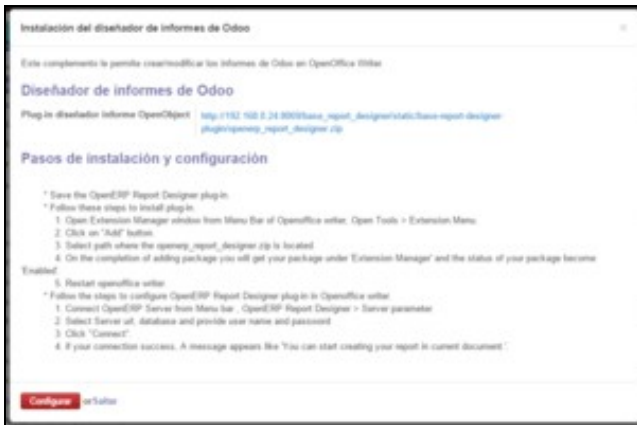 Instalación del diseñador de informes de Odoo
Este complemento le permite crear/modificar los informes de Odoo en OpenOffice Writer
Diseñador de informes de Odoo
Plug-in diseñador informe OpenObject
http://192.168.0.24:8069/base_report_designer/static/base-report-designer-
plugin/openerp_report_designer.zip
Pasos de instalación y configuración
* Save the OpenERP Report Designer plug-in.
* Follow these steps to install plug-in.
1. Open Extension Manager window from Menu Bar of Openoffice writer, Open Tools > Extension Menu.
2. Click on "Add" button.
3. Select path where the openerp_report_designer.zip is located.
4. On the completion of adding package you will get your package under 'Extension Manager' and the status of your package become
'Enabled'.
5. Restart openoffice writer.
* Follow the steps to configure OpenERP Report Designer plug-in in Openoffice writer.
1. Connect OpenERP Server from Menu bar , OpenERP Report Designer > Server parameter.
2. Select Server url, database and provide user name and password
3. Click "Connect".
4. if your connection success, A message appears like 'You can start creating your report in current document.'.
Configurar orSaltar